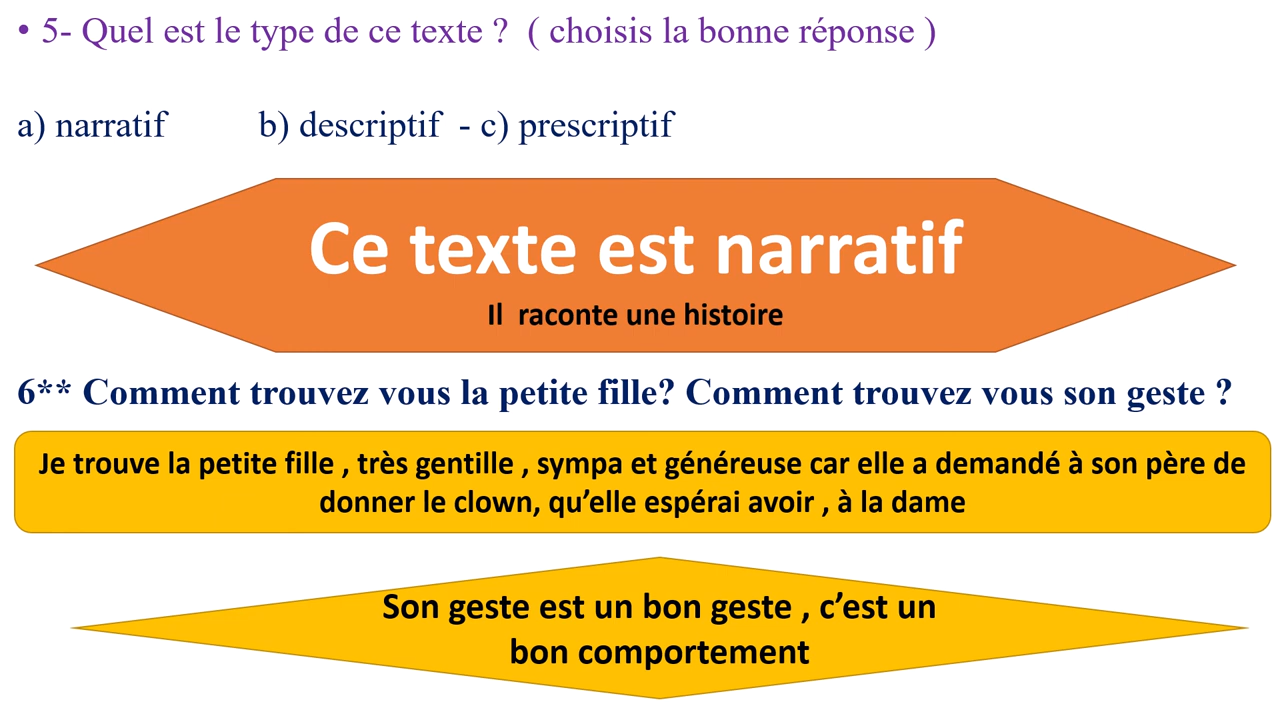 • 5- Quel est le type de ce texte ? ( choisis la bonne réponse )
a) narratif b) descriptif - c) prescriptif
Ce texte est narratif
Il raconte une histoire
6** Comment trouvez vous la petite fille? Comment trouvez vous son geste ?
Je trouve la petite fille , très gentille , sympa et généreuse car elle a demandé à son père de
donner le clown, qu’elle espérai avoir , à la dame
Son geste est un bon geste , c’est un
bon comportement